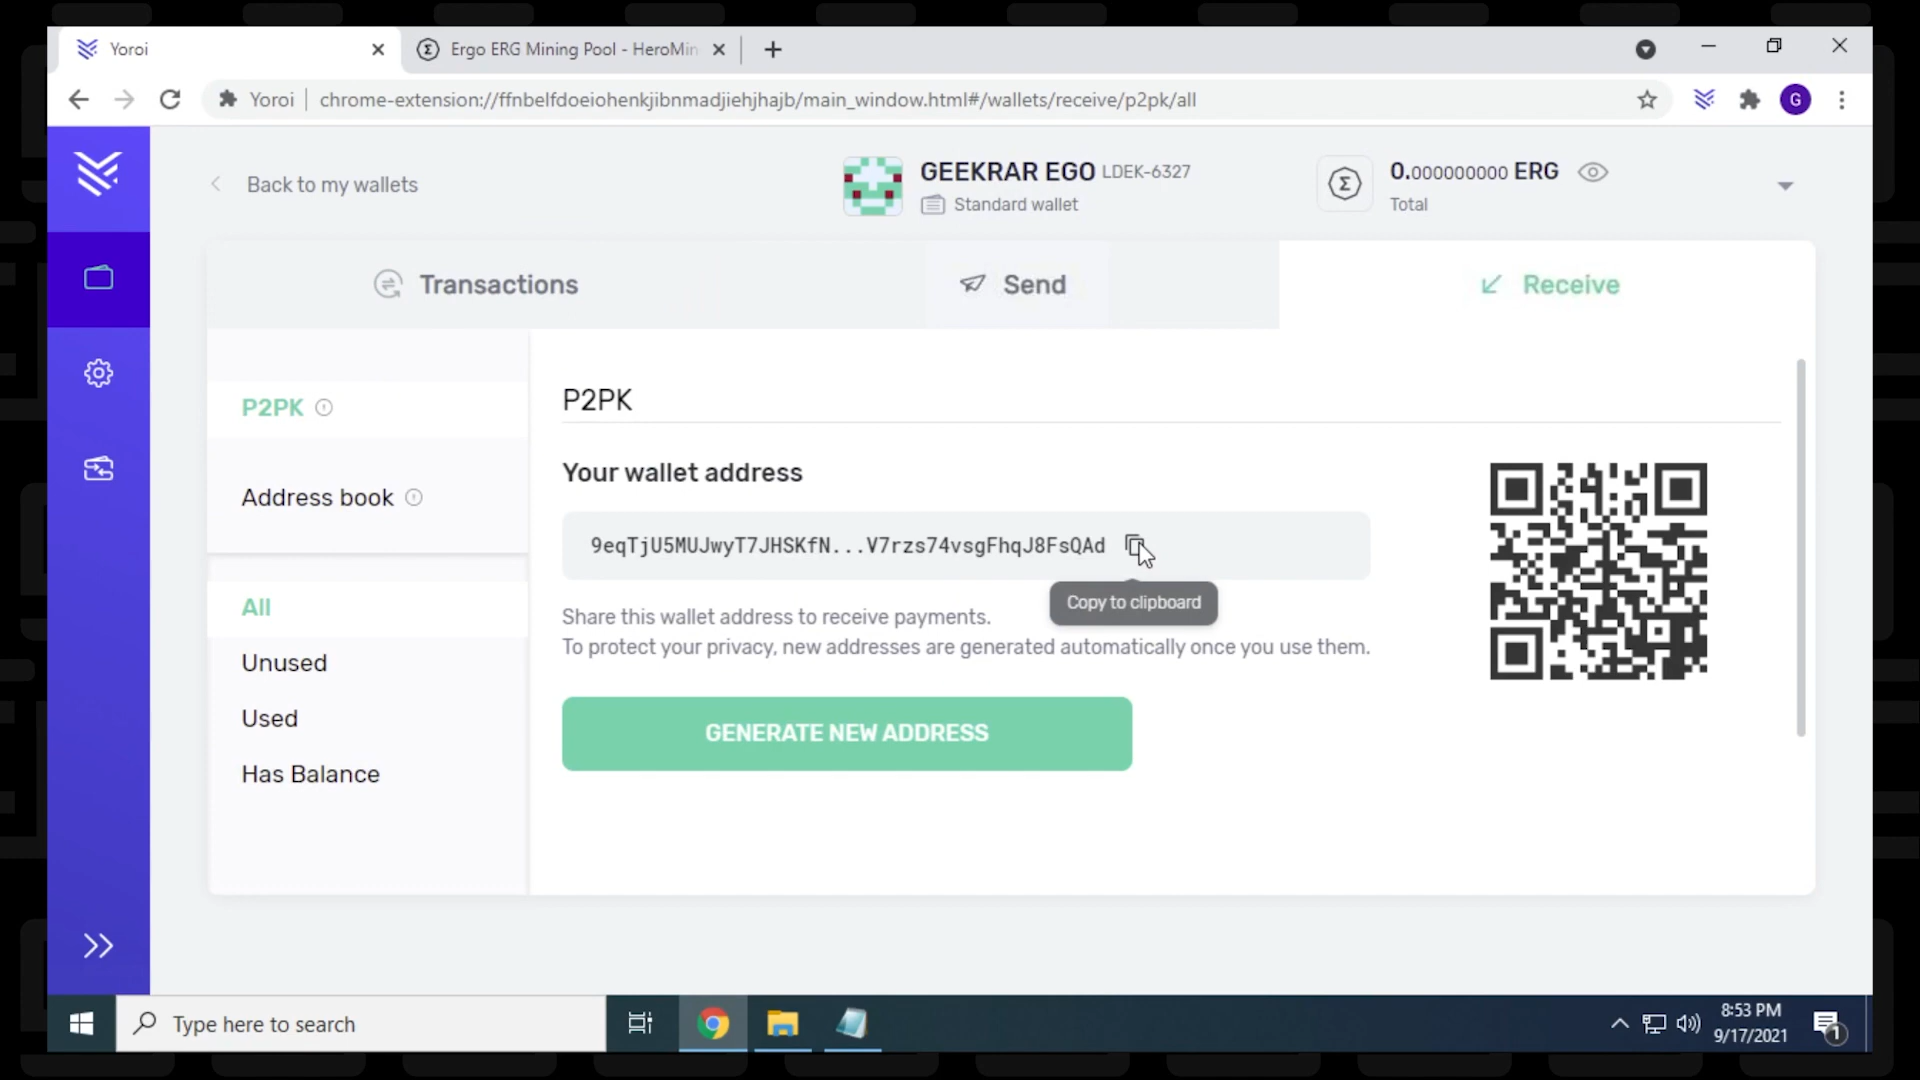 Yoroi
Ergo ERG Mining Pool - HeroMin
Yoroi
chrome-extension://ffnbelfdoeiohenkjibnmadjiehjhajb/main_window.html#/wallets/receive/p2pk/all
G
Back to my wallets
GEEKRAR EGO LDEK-6327
Standard wallet
0.000000000 ERG
Total
Transactions
Send
Receive
P2PK
Address book
All
Unused
Used
Has Balance
P2PK
Your wallet address
9eqTjU5MUJwyT7JHSKfN...V7rzs74vsgFhqJ8FsQAd
Copy to clipboard
Share this wallet address to receive payments.
To protect your privacy, new addresses are generated automatically once you use them.
GENERATE NEW ADDRESS
Type here to search
8:53 PM
9/17/2021
1